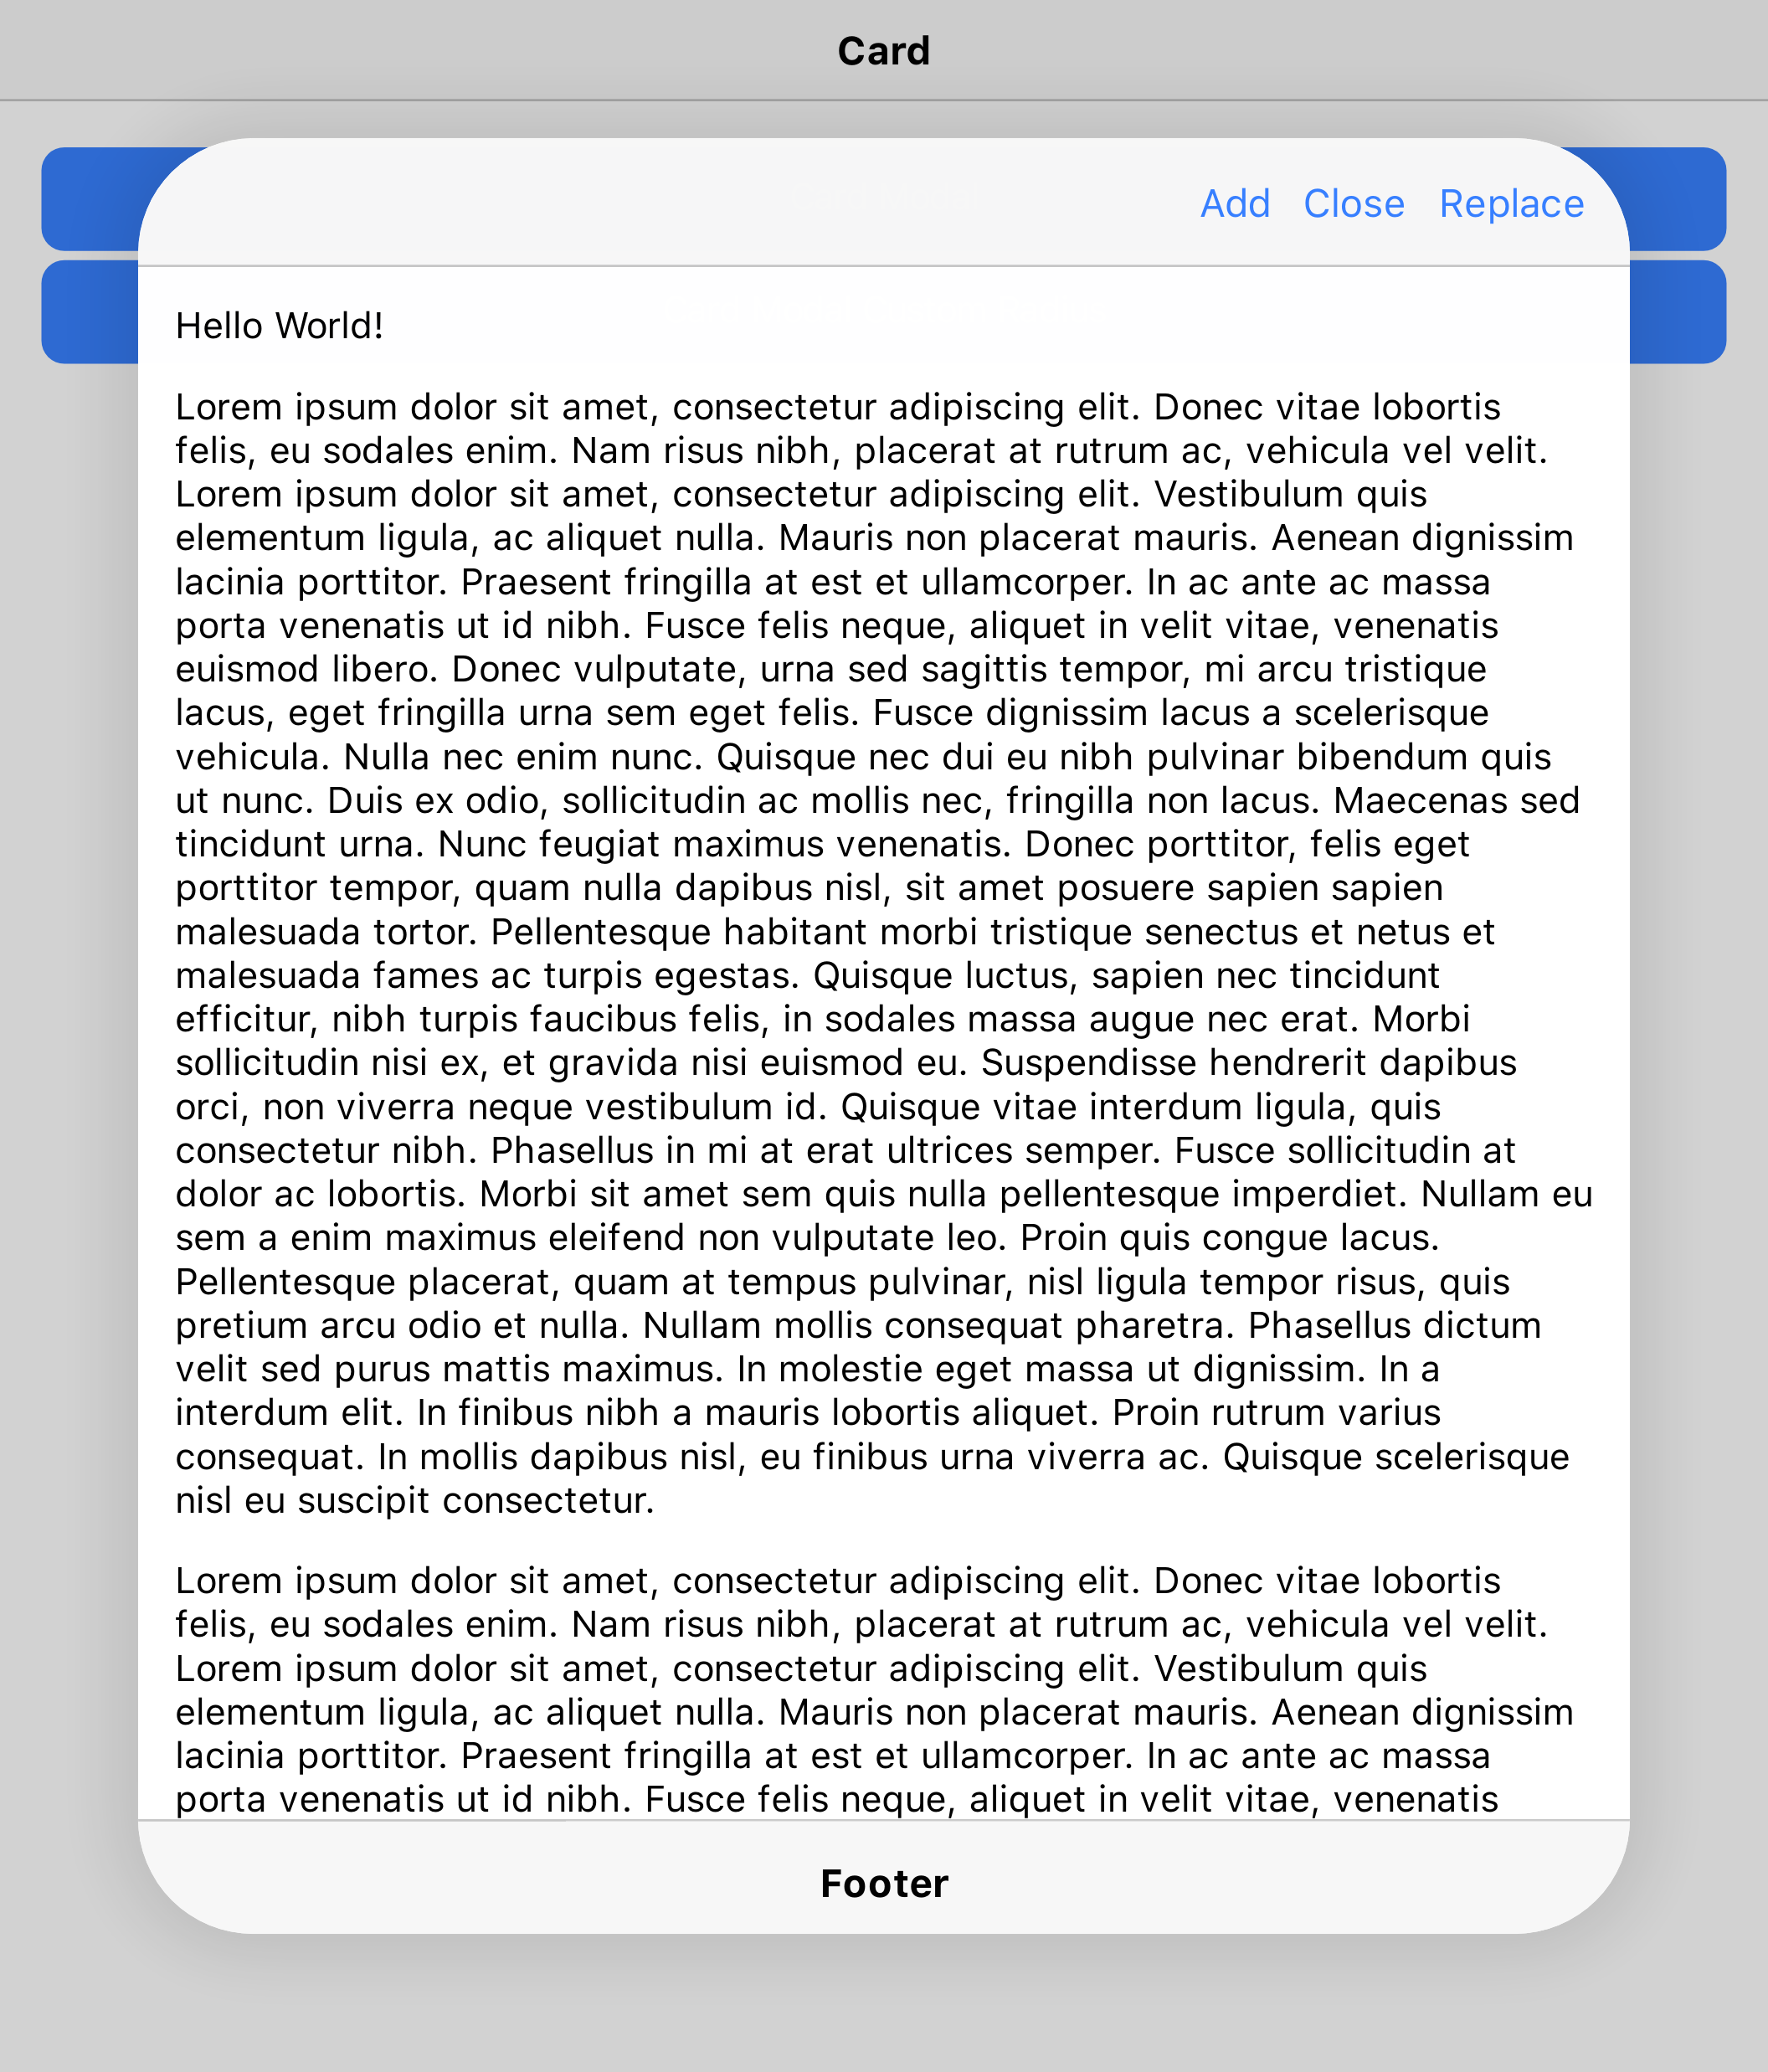 Card
Add Close Replace
Hello World!
Lorem ipsum dolor sit amet, consectetur adipiscing elit. Donec vitae lobortis
felis, eu sodales enim. Nam risus nibh, placerat at rutrum ac, vehicula vel velit.
Lorem ipsum dolor sit amet, consectetur adipiscing elit. Vestibulum quis
elementum ligula, ac aliquet nulla. Mauris non placerat mauris. Aenean dignissim
lacinia porttitor. Praesent fringilla at est et ullamcorper. In ac ante ac massa
porta venenatis ut id nibh. Fusce felis neque, aliquet in velit vitae, venenatis
euismod libero. Donec vulputate, urna sed sagittis tempor, mi arcu tristique
lacus, eget fringilla urna sem eget felis. Fusce dignissim lacus a scelerisque
vehicula. Nulla nec enim nunc. Quisque nec dui eu nibh pulvinar bibendum quis
ut nunc. Duis ex odio, sollicitudin ac mollis nec, fringilla non lacus. Maecenas sed
tincidunt urna. Nunc feugiat maximus venenatis. Donec porttitor, felis eget
porttitor tempor, quam nulla dapibus nisl, sit amet posuere sapien sapien
malesuada tortor. Pellentesque habitant morbi tristique senectus et netus et
malesuada fames ac turpis egestas. Quisque luctus, sapien nec tincidunt
efficitur, nibh turpis faucibus felis, in sodales massa augue nec erat. Morbi
sollicitudin nisi ex, et gravida nisi euismod eu. Suspendisse hendrerit dapibus
orci, non viverra neque vestibulum id. Quisque vitae interdum ligula, quis
consectetur nibh. Phasellus in mi at erat ultrices semper. Fusce sollicitudin at
dolor ac lobortis. Morbi sit amet sem quis nulla pellentesque imperdiet. Nullam eu
sem a enim maximus eleifend non vulputate leo. Proin quis congue lacus.
Pellentesque placerat, quam at tempus pulvinar, nisl ligula tempor risus, quis
pretium arcu odio et nulla. Nullam mollis consequat pharetra. Phasellus dictum
velit sed purus mattis maximus. In molestie eget massa ut dignissim. In a
interdum elit. In finibus nibh a mauris lobortis aliquet. Proin rutrum varius
consequat. In mollis dapibus nisl, eu finibus urna viverra ac. Quisque scelerisque
nisl eu suscipit consectetur.
Lorem ipsum dolor sit amet, consectetur adipiscing elit. Donec vitae lobortis
felis, eu sodales enim. Nam risus nibh, placerat at rutrum ac, vehicula vel velit.
Lorem ipsum dolor sit amet, consectetur adipiscing elit. Vestibulum quis
elementum ligula, ac aliquet nulla. Mauris non placerat mauris. Aenean dignissim
lacinia porttitor. Praesent fringilla at est et ullamcorper. In ac ante ac massa
porta venenatis ut id nibh. Fusce felis neque, aliquet in velit vitae, venenatis
Footer